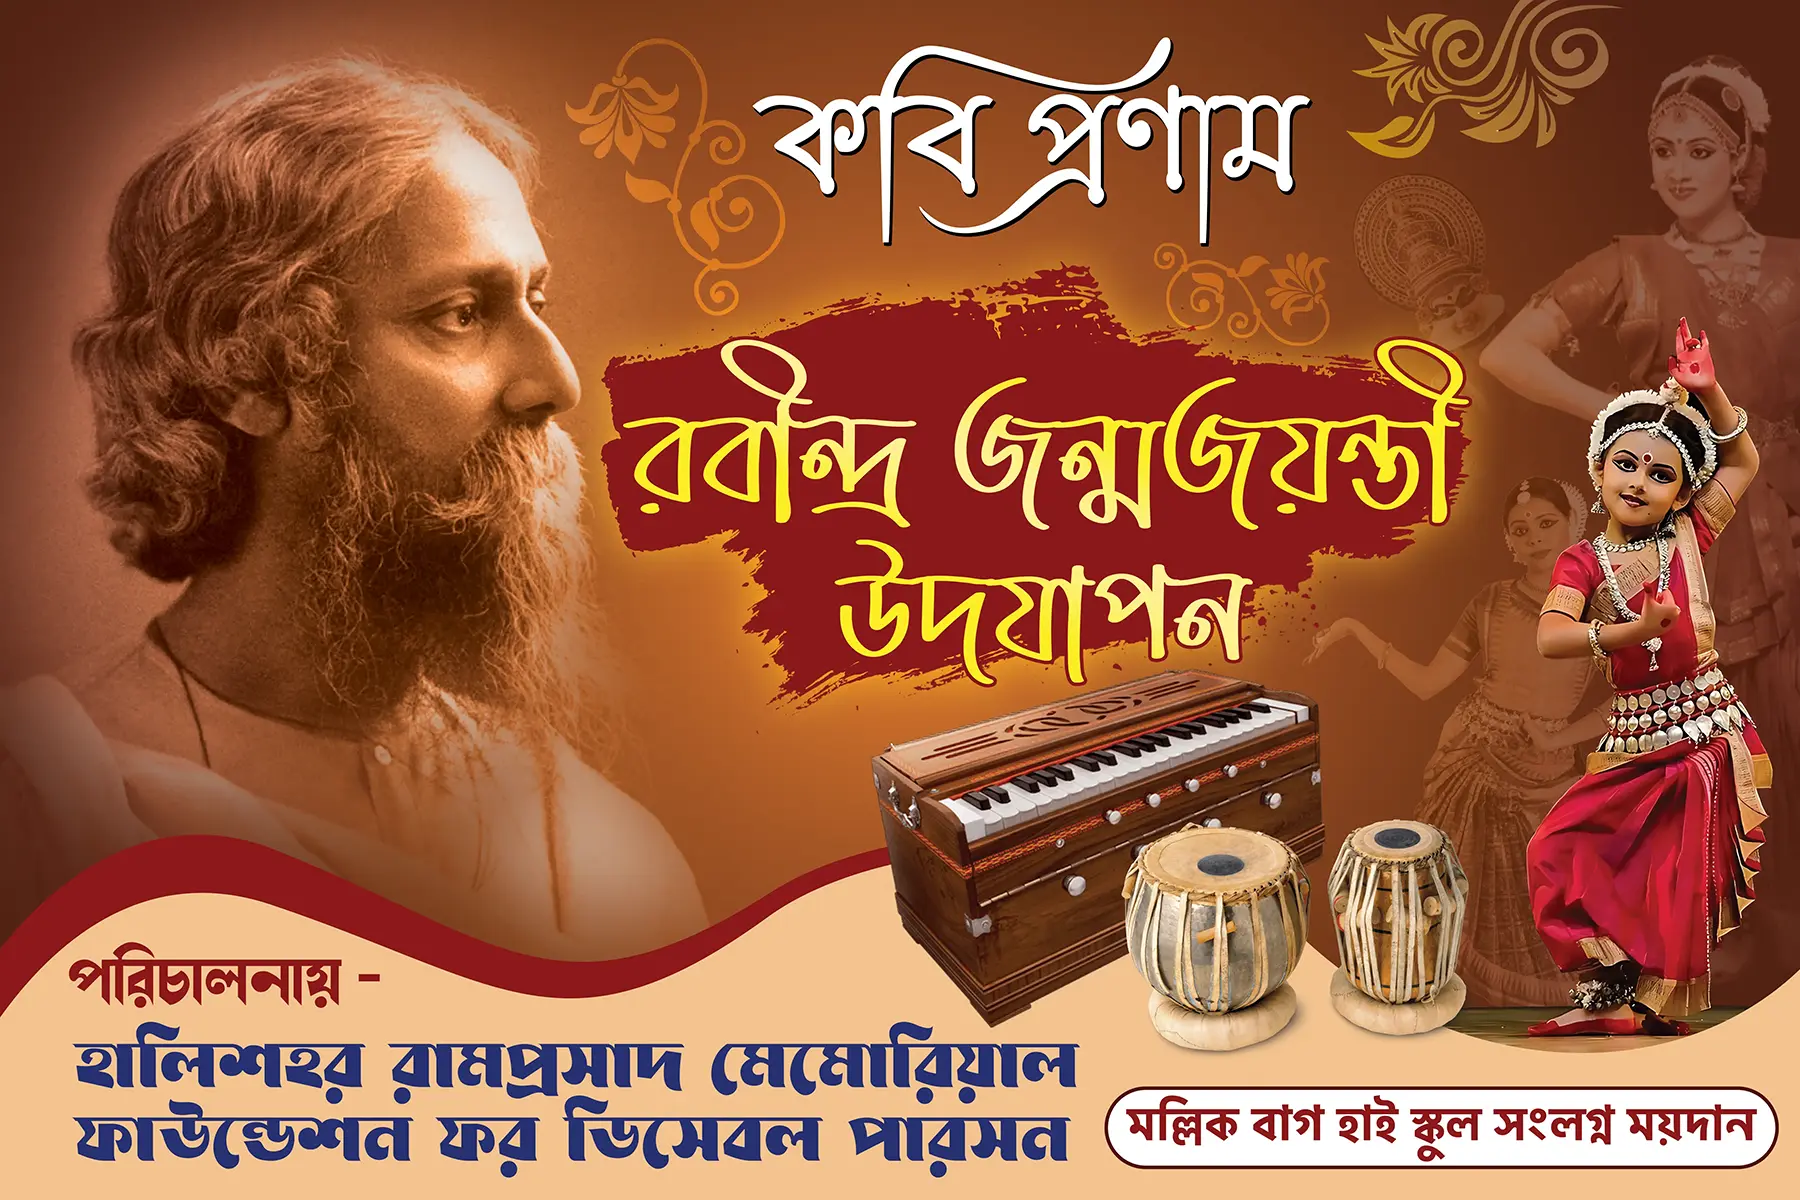 কবি প্রণাম
রবীন্দ্র জন্মজয়ন্তী
উদযাপন
পরিচালনায় -
হালিশহর রামপ্রসাদ মেমোরিয়াল
ফাউন্ডেশন ফর ডিসেবল পারসন
মল্লিক বাগ হাই স্কুল সংলগ্ন ময়দান